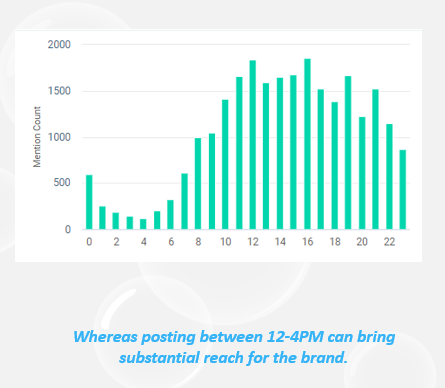 2000
1500
1000
500
0
Mention Count
0 2 4 6 8 10 12 14 16 18 20 22
Whereas posting between 12-4PM can bring
substantial reach for the brand.